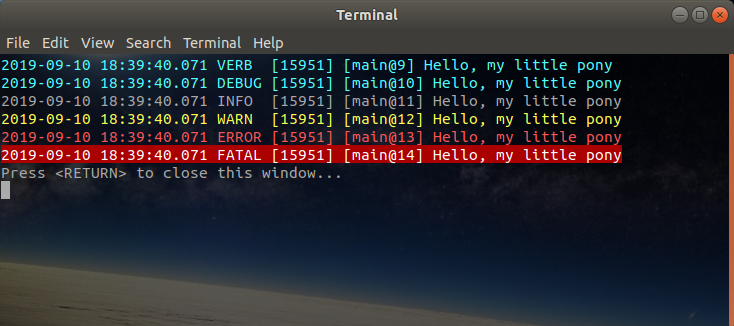 Terminal
File Edit View Search Terminal Help
2019-09-10 18:39:40.071 VERB  [15951] [main@9] Hello, my little pony
2019-09-10 18:39:40.071 DEBUG [15951] [main@10] Hello, my little pony
2019-09-10 18:39:40.071 INFO  [15951] [main@11] Hello, my little pony
2019-09-10 18:39:40.071 WARN  [15951] [main@12] Hello, my little pony
2019-09-10 18:39:40.071 ERROR [15951] [main@13] Hello, my little pony
2019-09-10 18:39:40.071 FATAL [15951] [main@14] Hello, my little pony
Press <RETURN> to close this window...